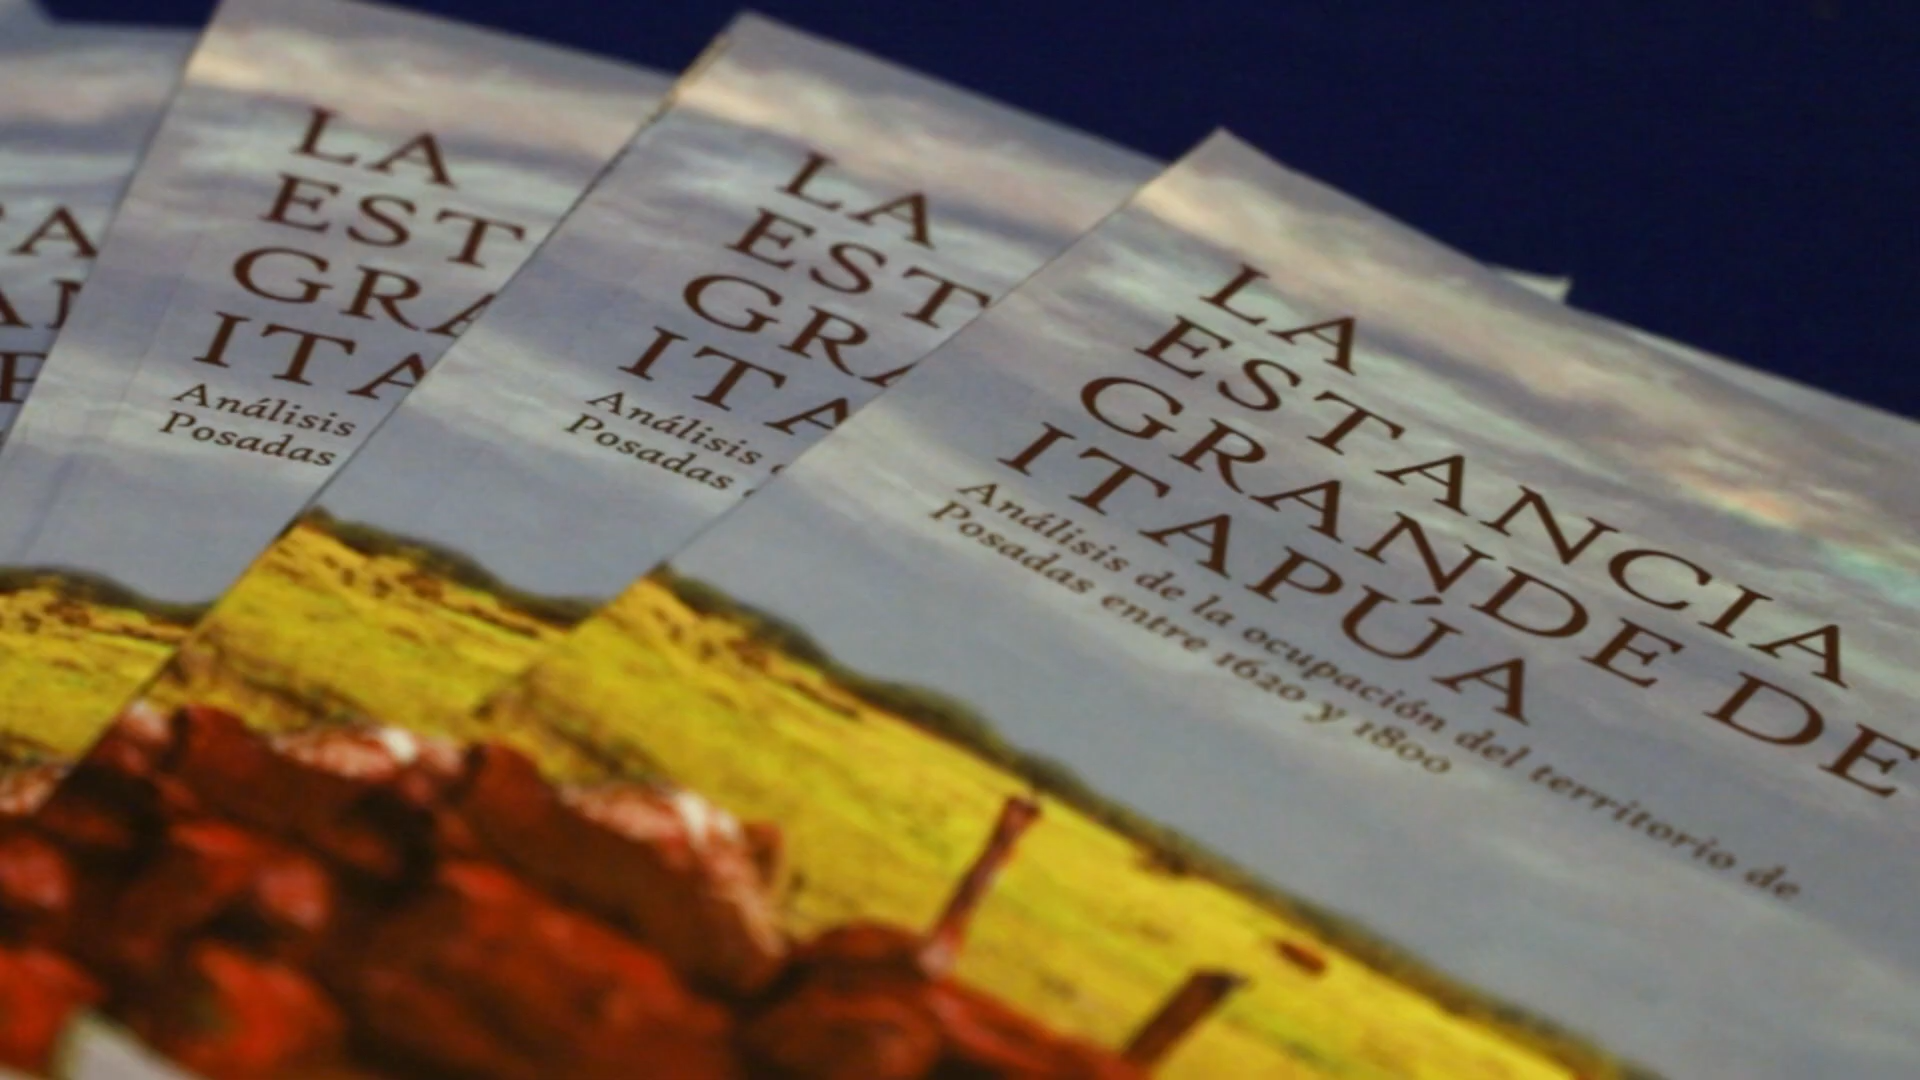 LA
ESTANCIA
GRANDE DE
ITAPÚA
Análisis de la ocupación del territorio de
Posadas entre 1620 y 1800
LA
EST
GRA
ITA
Análisis
Posadas
LA
EST
GRA
ITA
Análisis
Posadas